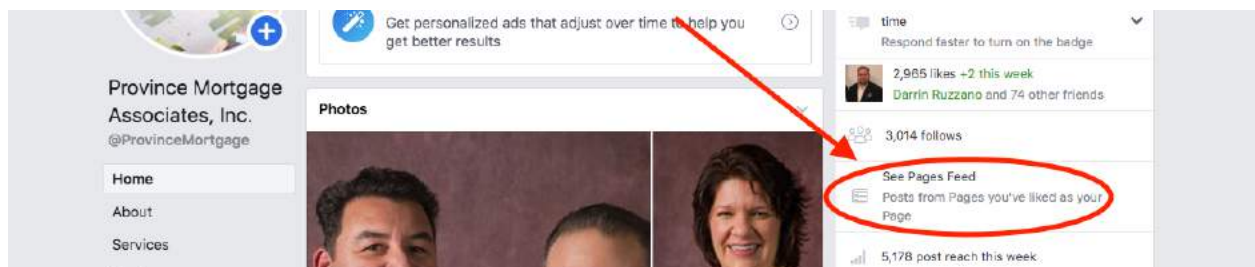 Province Mortgage
Associates, Inc.
@ProvinceMortgage
Home
About
Services
Get personalized ads that adjust over time to help you
get better results
Photos
time
Respond faster to turn on the badge
2,965 likes +2 this week
Darrin Ruzzano and 74 other friends
3,014 follows
See Pages Feed
Posts from Pages you've liked as your
Page
5,178 post reach this week